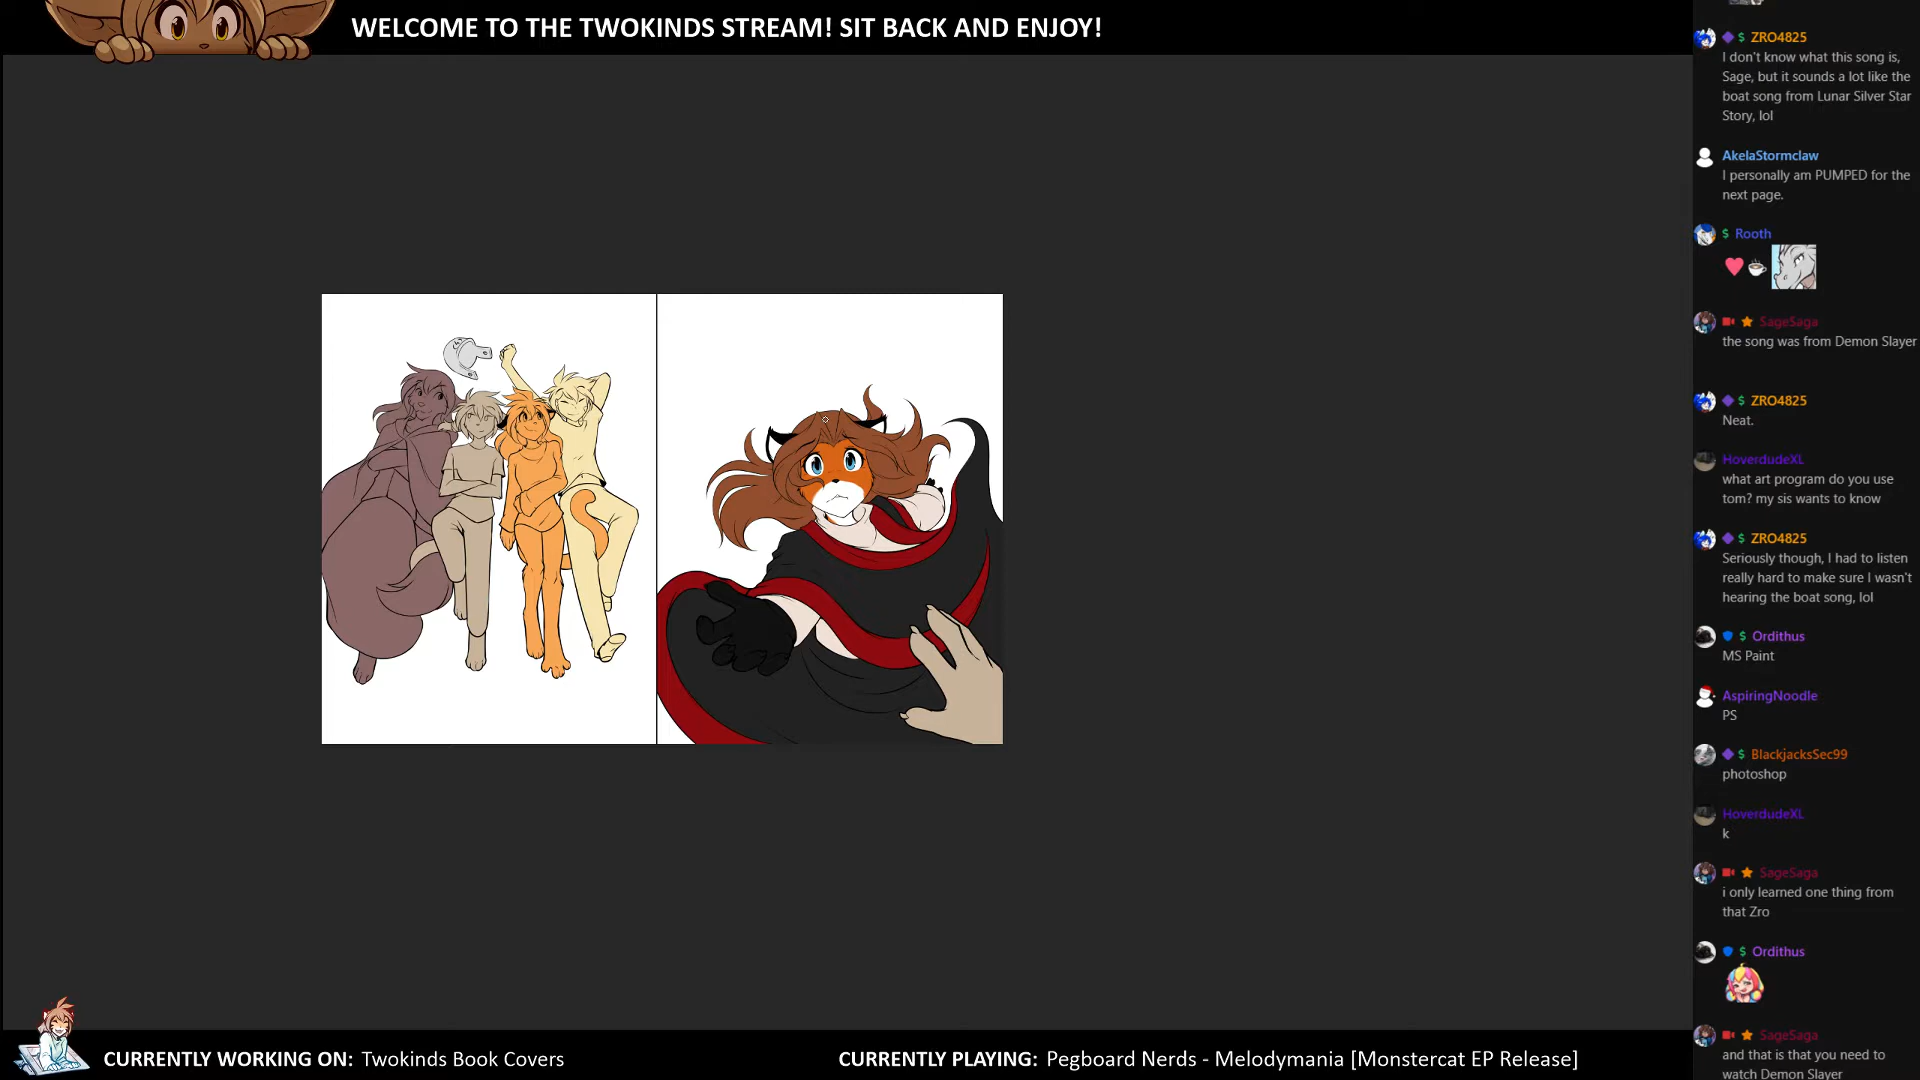 WELCOME TO THE TWOKINDS STREAM! SIT BACK AND ENJOY!
$ ZRO4825
I don't know what this song is,
Sage, but it sounds a lot like the
boat song from Lunar Silver Star
Story, lol
AkelaStormclaw
I personally am PUMPED for the
next page.
$ Rooth
SageSaga
the song was from Demon Slayer
$ ZRO4825
Neat.
HoverdudeXL
what art program do you use
tom? my sis wants to know
$ ZRO4825
Seriously though, I had to listen
really hard to make sure I wasn't
hearing the boat song, lol
$ Ordithus
MS Paint
AspiringNoodle
PS
$ BlackjacksSec99
photoshop
HoverdudeXL
k
SageSaga
i only learned one thing from
that Zro
$ Ordithus
SageSaga
and that is that you need to
watch Demon Slayer
CURRENTLY WORKING ON: Twokinds Book Covers
CURRENTLY PLAYING: Pegboard Nerds - Melodymania [Monstercat EP Release]